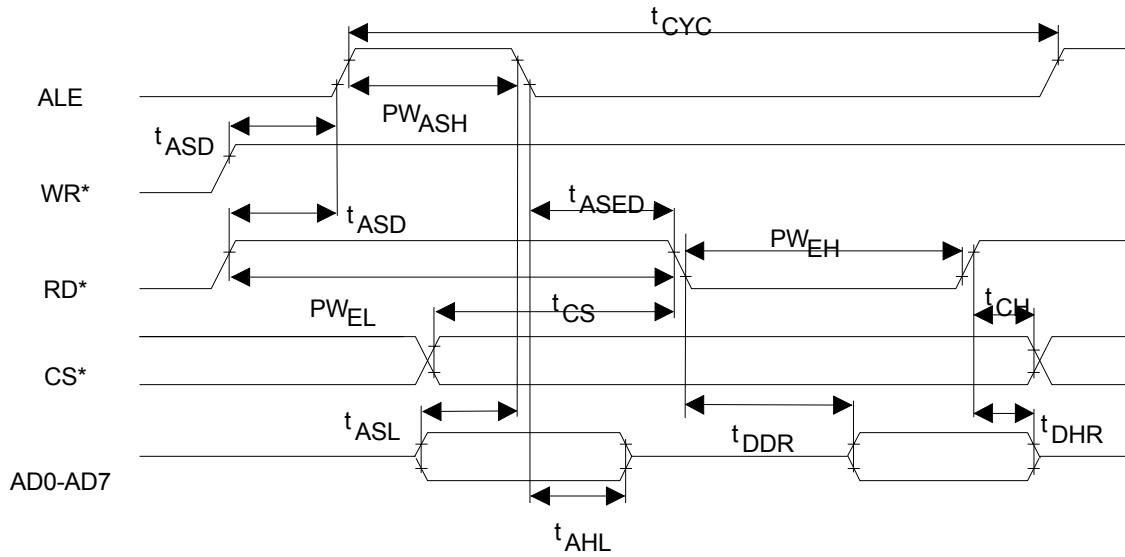 tCYC
ALE
PWASH
tASD
WR*
tASED
tASD
PWEH
RD*
tCS
tCH
PWEL
CS*
tASL
tDDR
tDHR
AD0-AD7
tAHL